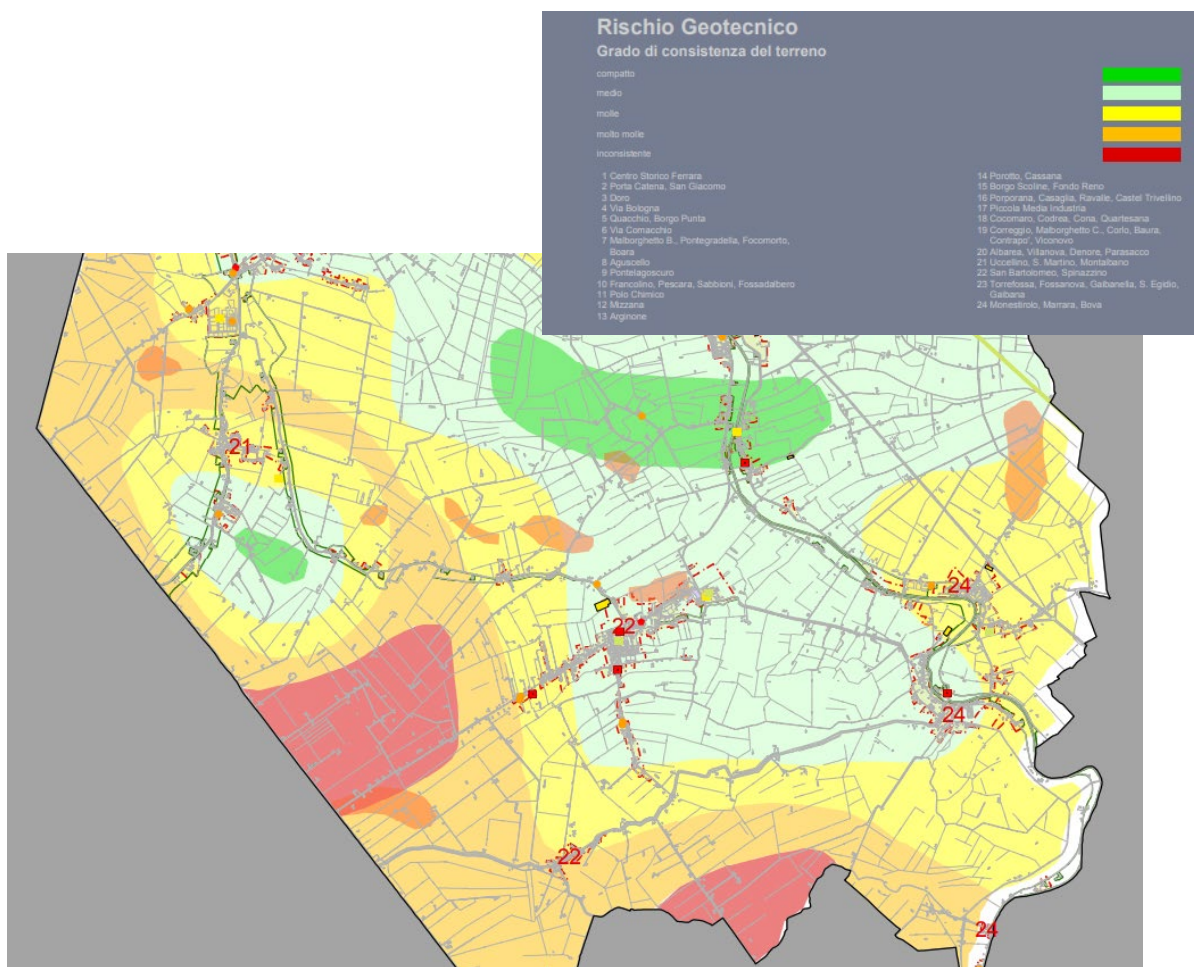 Rischio Geotecnico
Grado di consistenza del terreno
compatto
medio
molle
molto molle
inconsistente
1 Centro Storico Ferrara
2 Porta Catena, San Giacomo
3 Doro
4 Via Bologna
5 Quacchio, Borgo Punta
6 Via Comacchio
7 Malborghetto B., Pontegradella, Focomorto,
Boara
8 Aguscello
9 Pontelagoscuro
10 Francolino, Pescara, Sabbioni, Fossadalbero
11 Polo Chimico
12 Mizzana
13 Arginone
14 Porotto, Cassana
15 Borgo Scoline, Fondo Reno
16 Porporana, Casaglia, Ravalle, Castel Trivellino
17 Piccola Media Industria
18 Cocomaro, Codrea, Cona, Quartesana
19 Correggio, Malborghetto C., Corlo, Baura,
Contrapo', Viconovo
20 Albarea, Villanova, Denore, Parasacco
21 Uccellino, S. Martino, Montalbano
22 San Bartolomeo, Spinazzino
23 Torrefossa, Fossanova, Gaibanella, S. Egidio,
Gaibana
24 Monestirolo, Marrara, Bova
21
24
22
24
22
24